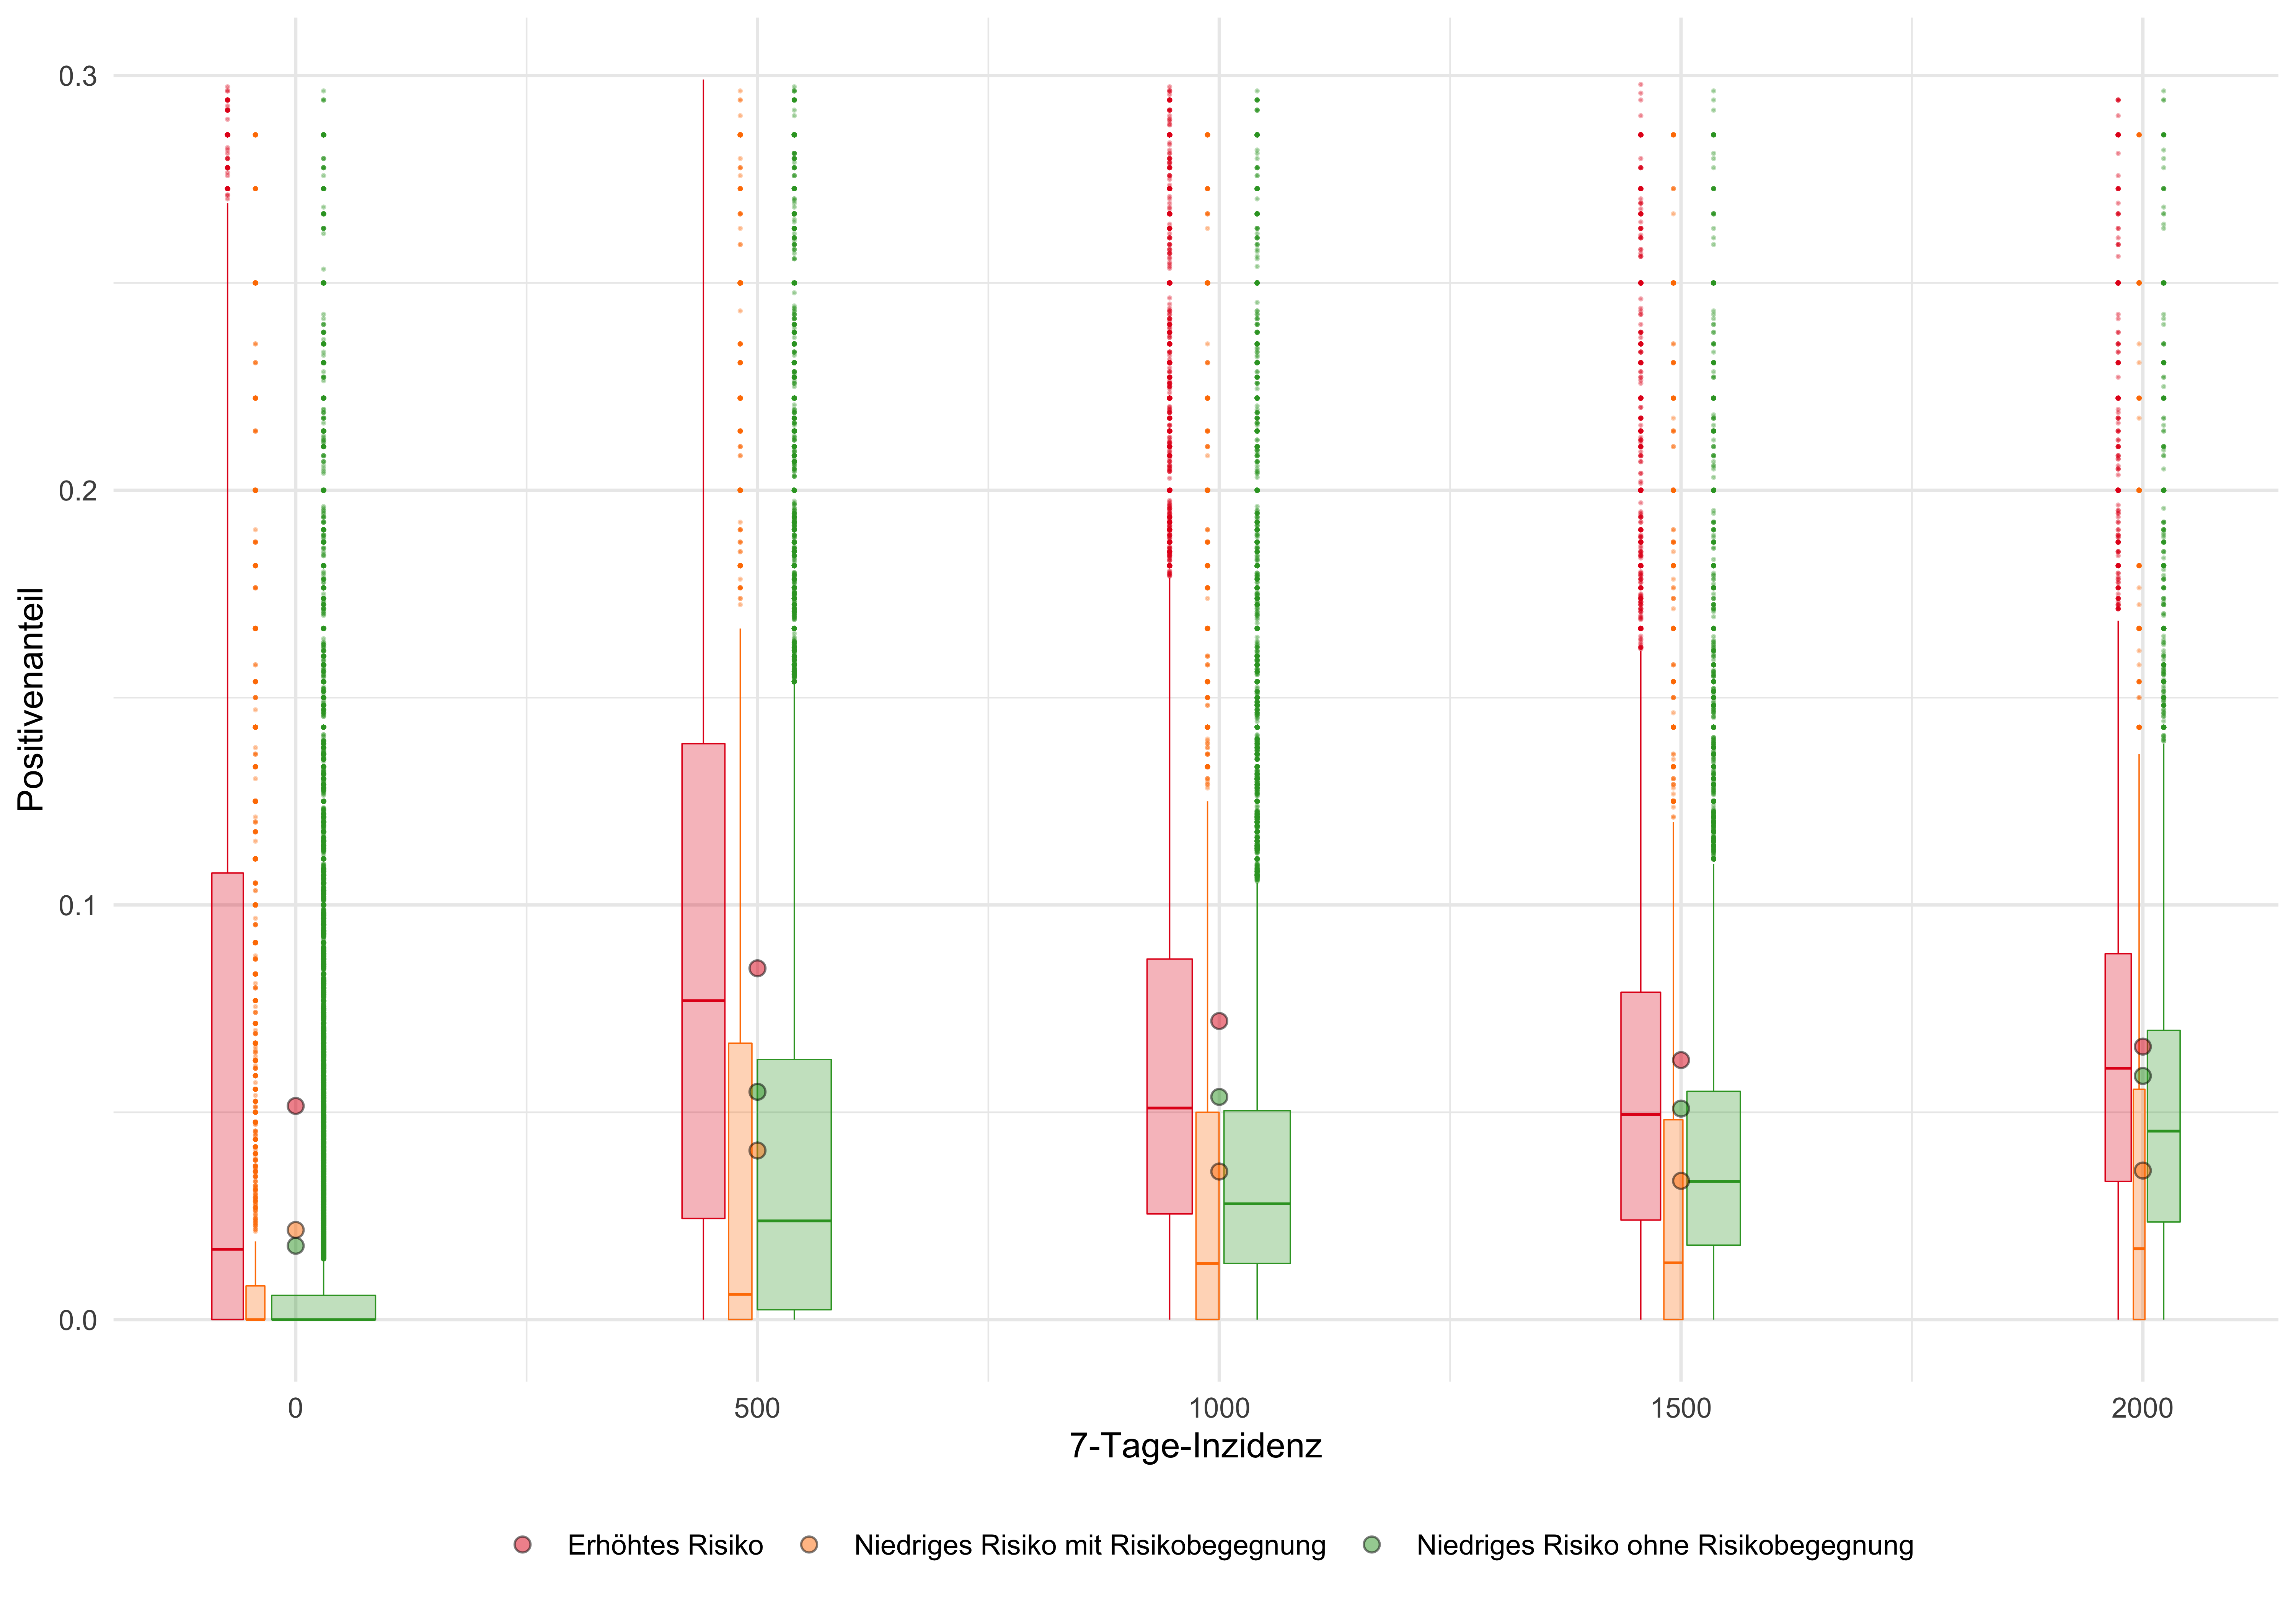 0.3
0.2
0.1
0.0
Positivenanteil
0 500 1000 1500 2000
7-Tage-Inzidenz
Erhöhtes Risiko Niedriges Risiko mit Risikobegegnung Niedriges Risiko ohne Risikobegegnung